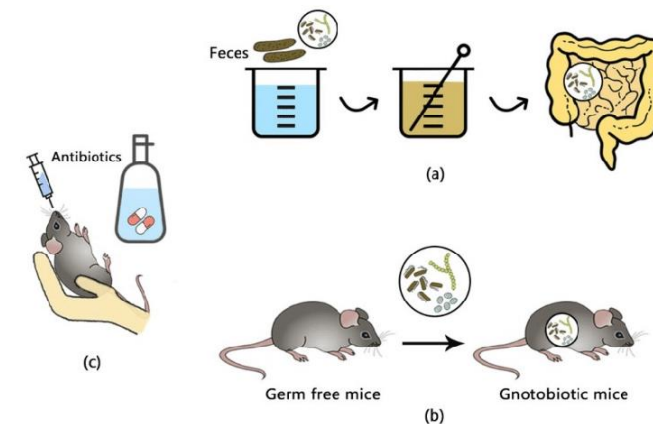 Feces
(a)
Antibiotics
(c)
Germ free mice
Gnotobiotic mice
(b)